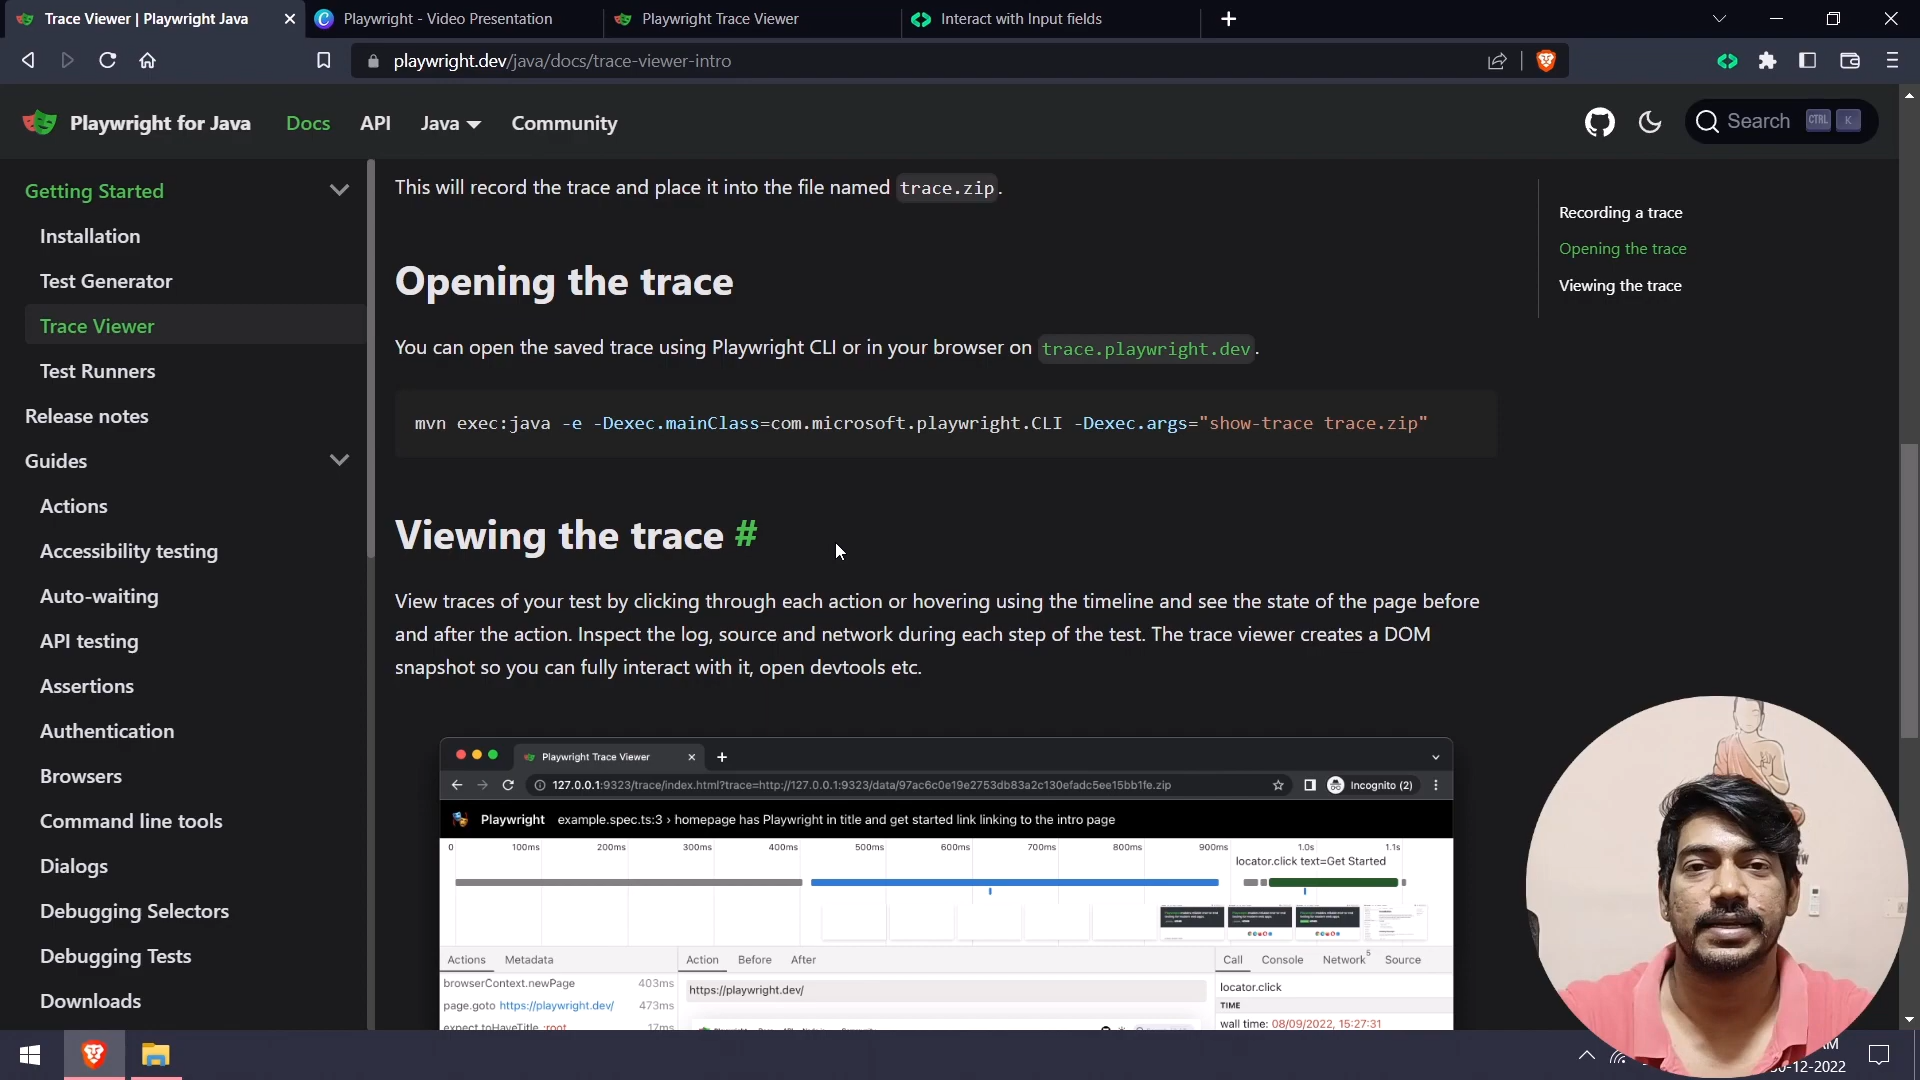 Trace Viewer | Playwright Java
Playwright - Video Presentation
Playwright Trace Viewer
Interact with Input fields
playwright.dev/java/docs/trace-viewer-intro
Playwright for Java
Docs
API
Java
Community
Search
CTRL
K
Getting Started
Installation
Test Generator
Trace Viewer
Test Runners
Release notes
Guides
Actions
Accessibility testing
Auto-waiting
API testing
Assertions
Authentication
Browsers
Command line tools
Dialogs
Debugging Selectors
Debugging Tests
Downloads
This will record the trace and place it into the file named trace.zip.
Opening the trace
You can open the saved trace using Playwright CLI or in your browser on trace.playwright.dev.
mvn exec:java -e -Dexec.mainClass=com.microsoft.playwright.CLI -Dexec.args="show-trace trace.zip"
Viewing the trace #
View traces of your test by clicking through each action or hovering using the timeline and see the state of the page before
and after the action. Inspect the log, source and network during each step of the test. The trace viewer creates a DOM
snapshot so you can fully interact with it, open devtools etc.
Recording a trace
Opening the trace
Viewing the trace
Playwright Trace Viewer
127.0.0.1:9323/trace/index.html?trace=http://127.0.0.1:9323/data/97ac6c0e19e2753db83a2c130efadc5ee15bb1fe.zip
Incognito (2)
Playwright example.spec.ts:3 › homepage has Playwright in title and get started link linking to the intro page
0 100ms 200ms 300ms 400ms 500ms 600ms 700ms 800ms 900ms 1.0s 1.1s
locator.click text=Get Started
Actions Metadata
Action Before After
Call Console Network 5 Source
browserContext.newPage 403ms
page.goto https://playwright.dev/ 473ms
expect.toHaveTitle :root 17ms
https://playwright.dev/
locator.click
TIME
wall time: 08/09/2022, 15:27:31
AM
-12-2022